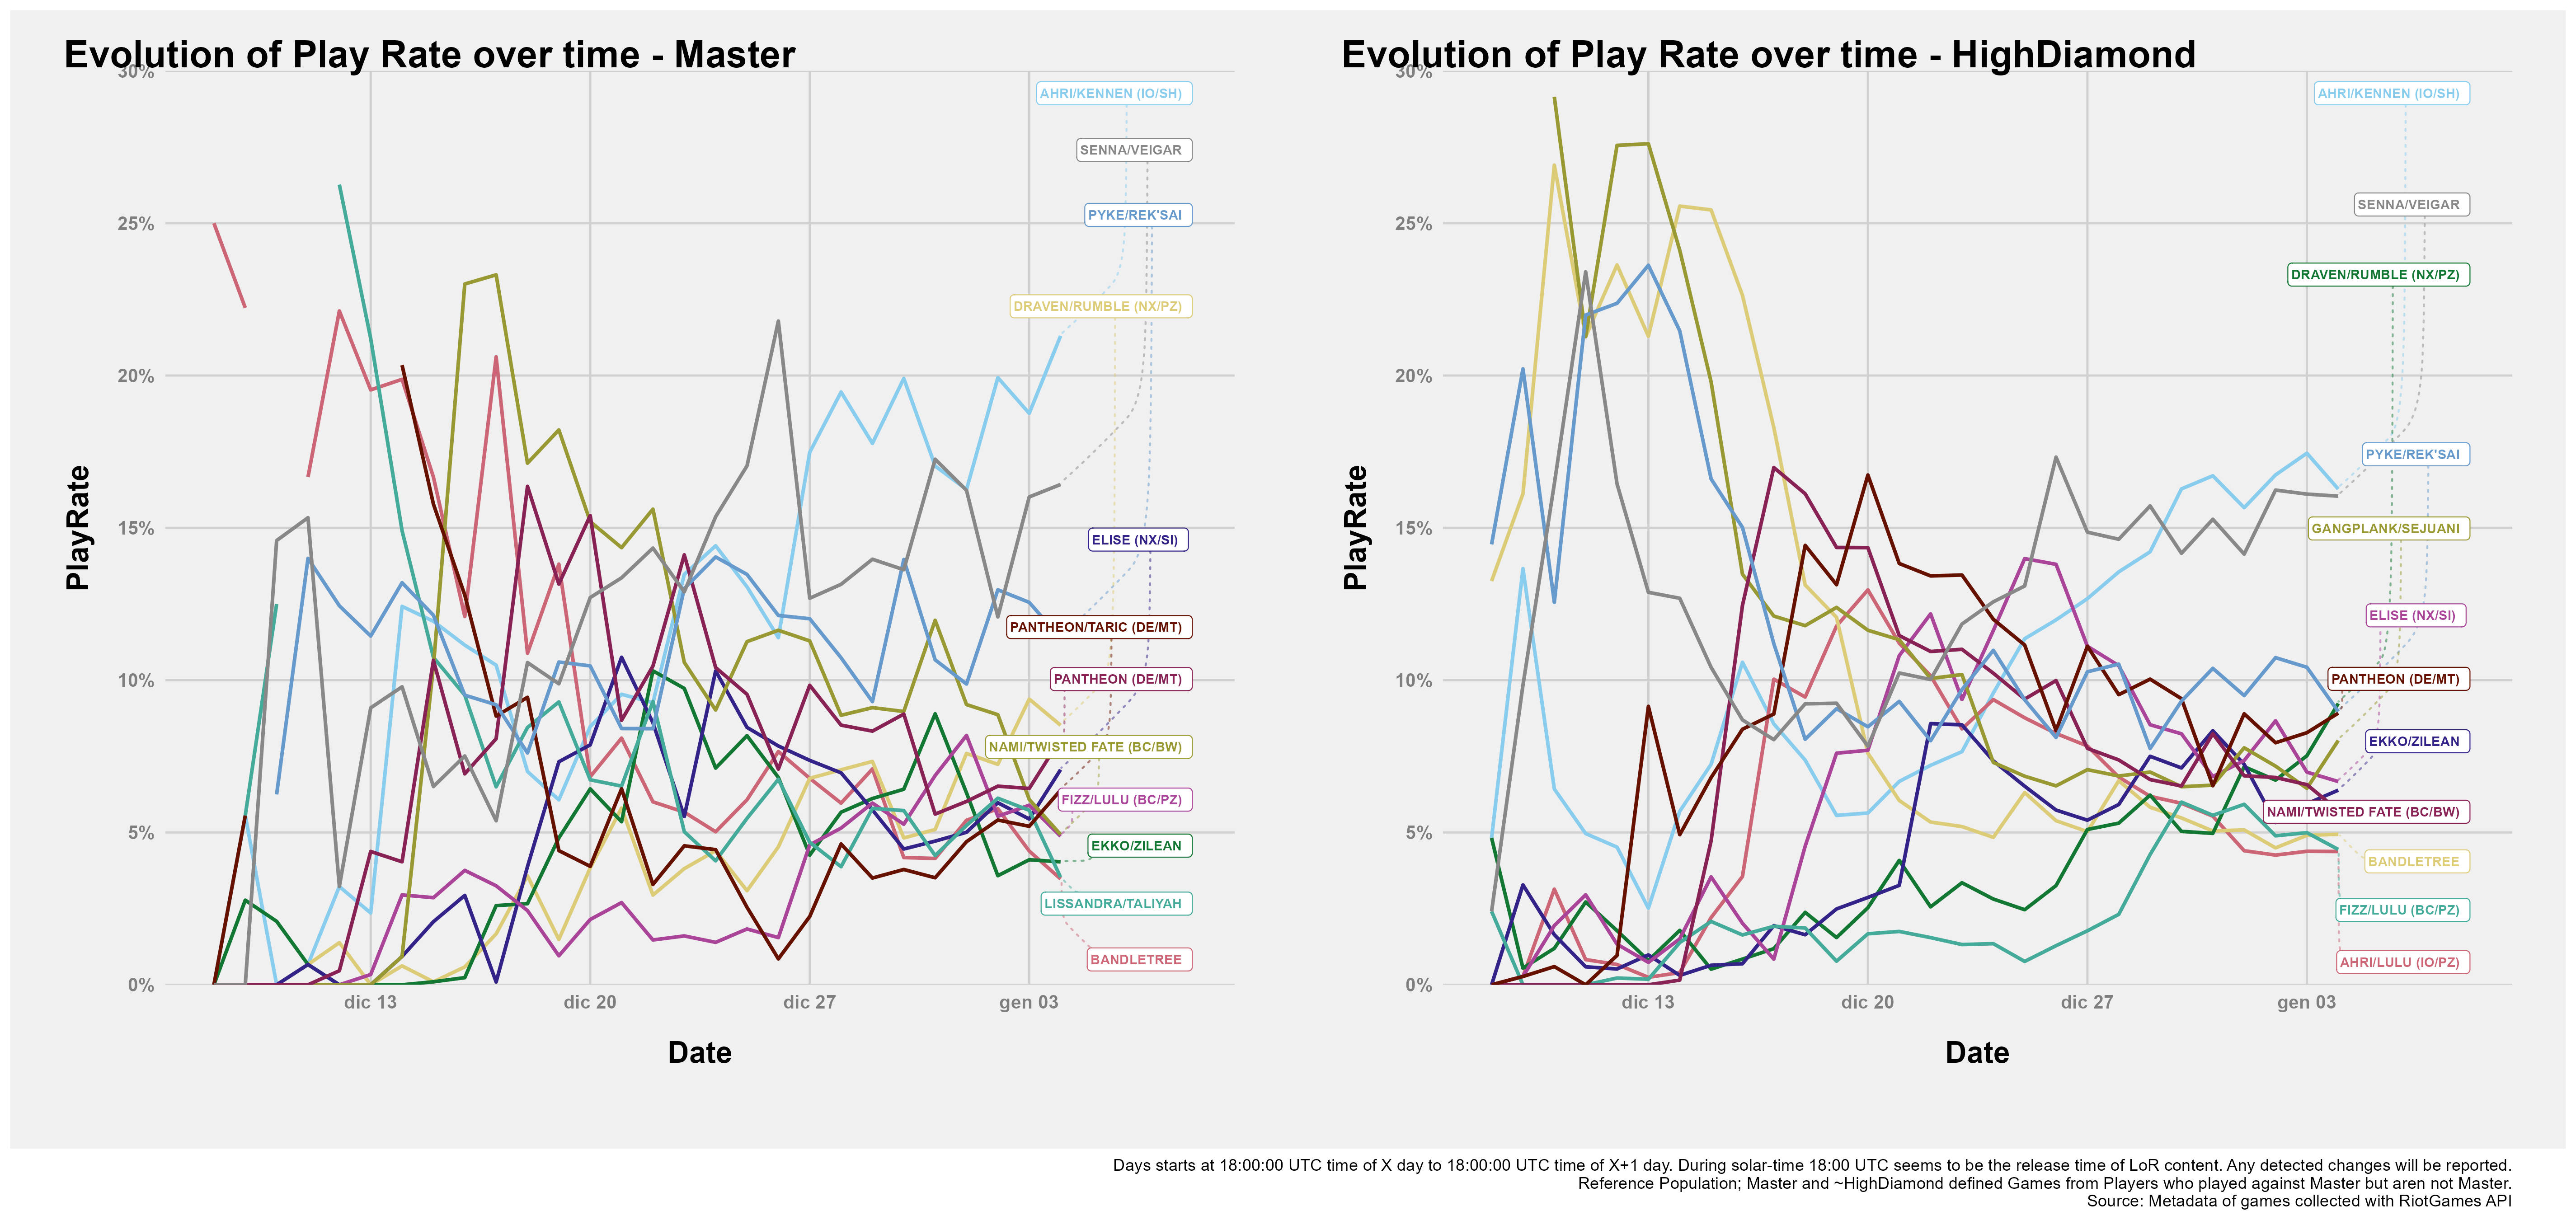 Evolution of Play Rate over time - Master
30%
25%
20%
15%
10%
5%
0%
PlayRate
AHRI/KENNEN (IO/SH)
SENNA/VEIGAR
PYKE/REK'SAI
DRAVEN/RUMBLE (NX/PZ)
ELISE (NX/SI)
PANTHEON/TARIC (DE/MT)
PANTHEON (DE/MT)
NAMI/TWISTED FATE (BC/BW)
FIZZ/LULU (BC/PZ)
EKKO/ZILEAN
LISSANDRA/TALIYAH
BANDLETREE
dic 13
dic 20
dic 27
gen 03
Date
Evolution of Play Rate over time - HighDiamond
30%
25%
20%
15%
10%
5%
0%
PlayRate
AHRI/KENNEN (IO/SH)
SENNA/VEIGAR
DRAVEN/RUMBLE (NX/PZ)
PYKE/REK'SAI
GANGPLANK/SEJUANI
ELISE (NX/SI)
PANTHEON (DE/MT)
EKKO/ZILEAN
NAMI/TWISTED FATE (BC/BW)
BANDLETREE
FIZZ/LULU (BC/PZ)
AHRI/LULU (IO/PZ)
dic 13
dic 20
dic 27
gen 03
Date
Days starts at 18:00:00 UTC time of X day to 18:00:00 UTC time of X+1 day. During solar-time 18:00 UTC seems to be the release time of LoR content. Any detected changes will be reported.
Reference Population; Master and ~HighDiamond defined Games from Players who played against Master but aren not Master.
Source: Metadata of games collected with RiotGames API